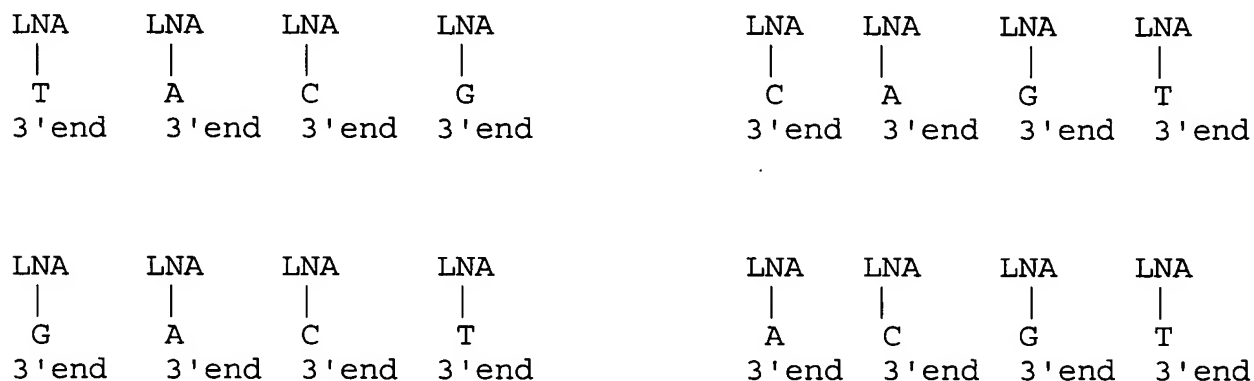 LNA LNA LNA LNA LNA LNA LNA LNA
T A C G C A G T
3'end 3'end 3'end 3'end 3'end 3'end 3'end 3'end
LNA LNA LNA LNA LNA LNA LNA LNA
G A C T A C G T
3'end 3'end 3'end 3'end 3'end 3'end 3'end 3'end